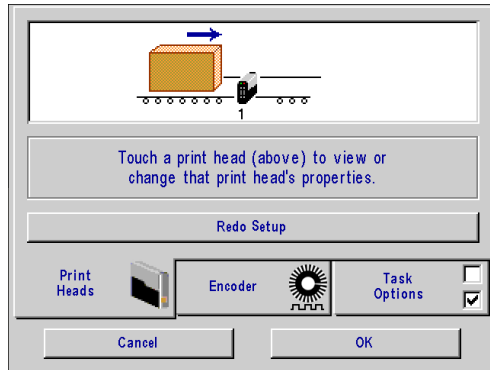 1
Touch a print head (above) to view or
change that print head's properties.
Redo Setup
Print
Heads
Encoder
Task
Options
Cancel
OK